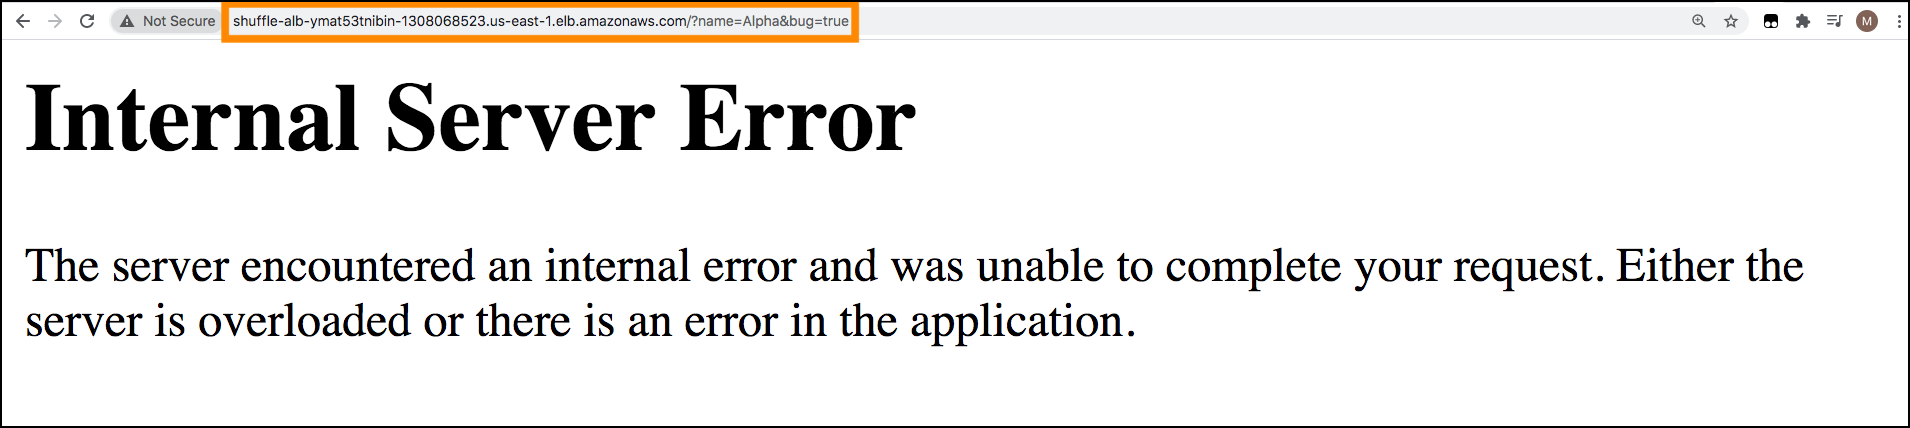 Not Secure shuffle-alb-ymat53tnibin-1308068523.us-east-1.elb.amazonaws.com/?name=Alpha&bug=true M
Internal Server Error
The server encountered an internal error and was unable to complete your request. Either the
server is overloaded or there is an error in the application.